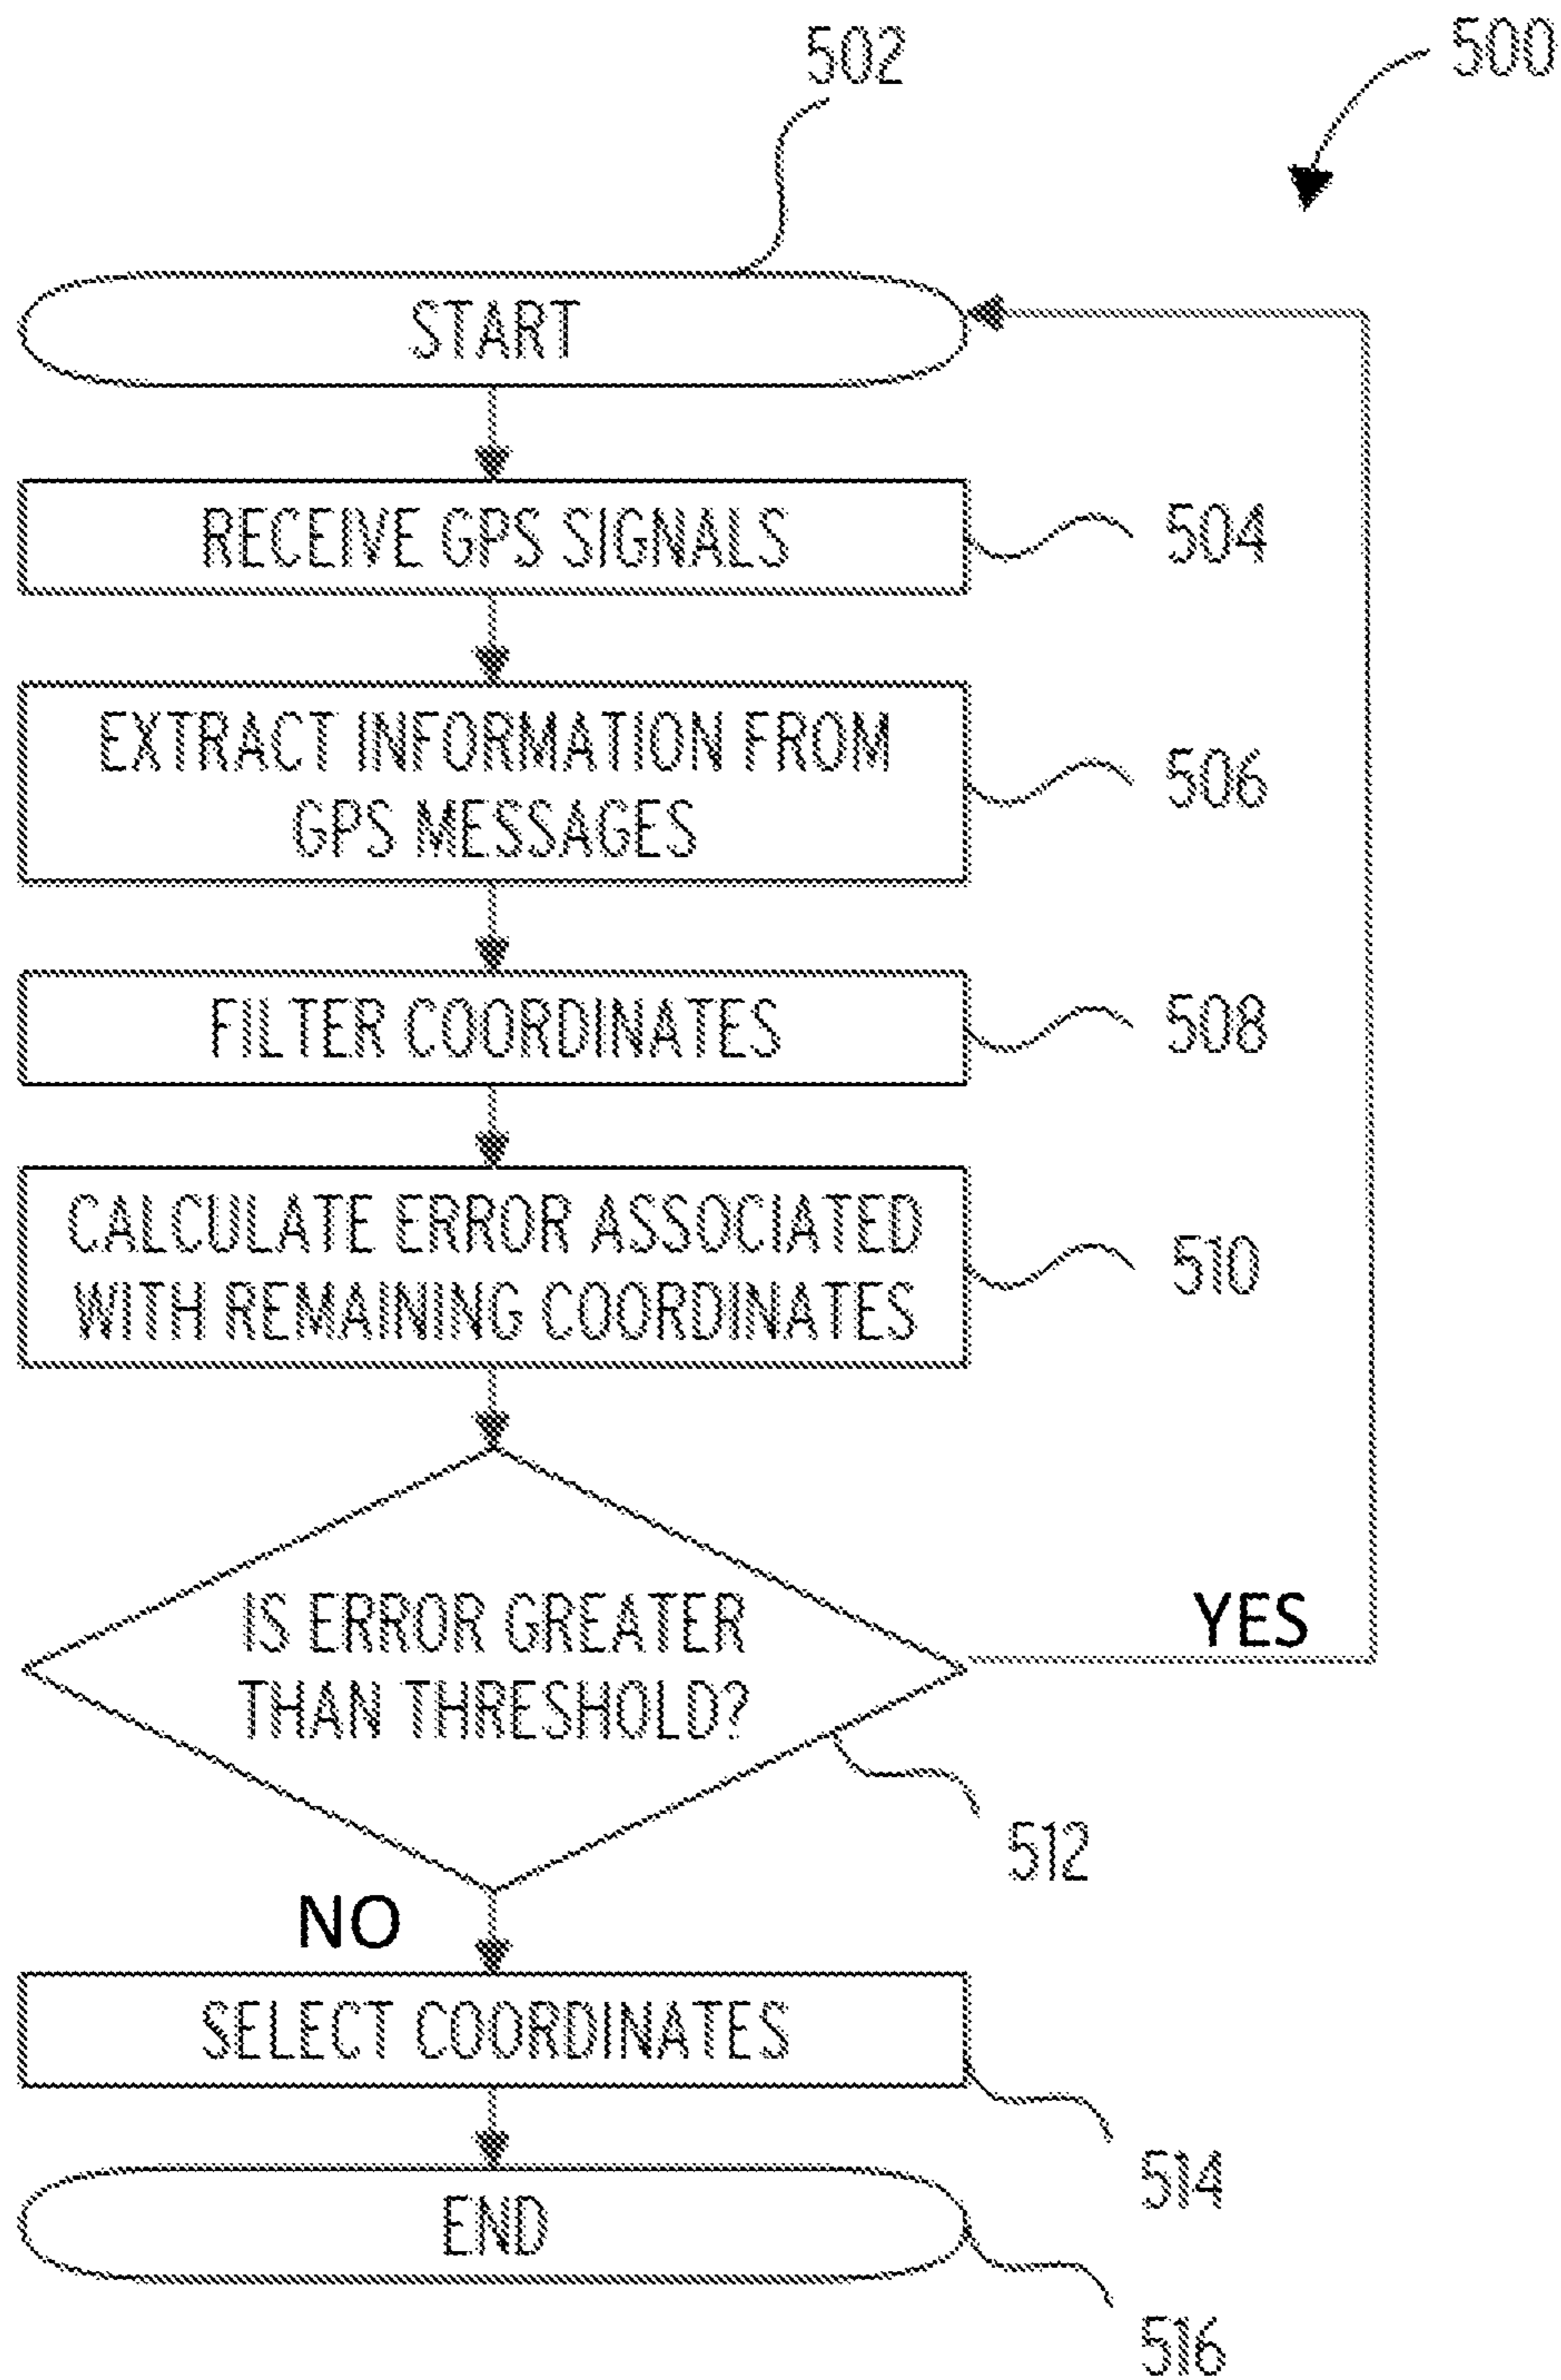 502
500
START
RECEIVE GPS SIGNALS
504
EXTRACT INFORMATION FROM
GPS MESSAGES
506
FILTER COORDINATES
508
CALCULATE ERROR ASSOCIATED
WITH REMAINING COORDINATES
510
IS ERROR GREATER
THAN THRESHOLD?
YES
512
NO
SELECT COORDINATES
514
END
516